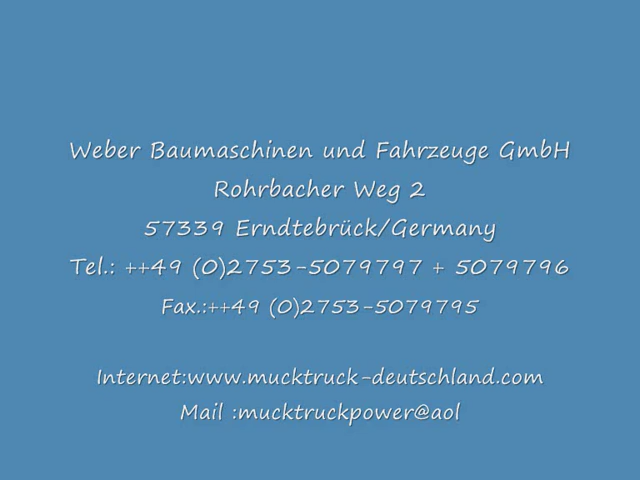 Weber Baumaschinen und Fahrzeuge GmbH
Rohrbacher Weg 2
57339 Erndtebrück/Germany
Tel.: ++49 (0)2753-5079797 + 5079796
Fax.:++49 (0)2753-5079795
Internet:www.mucktruck-deutschland.com
Mail :mucktruckpower@aol